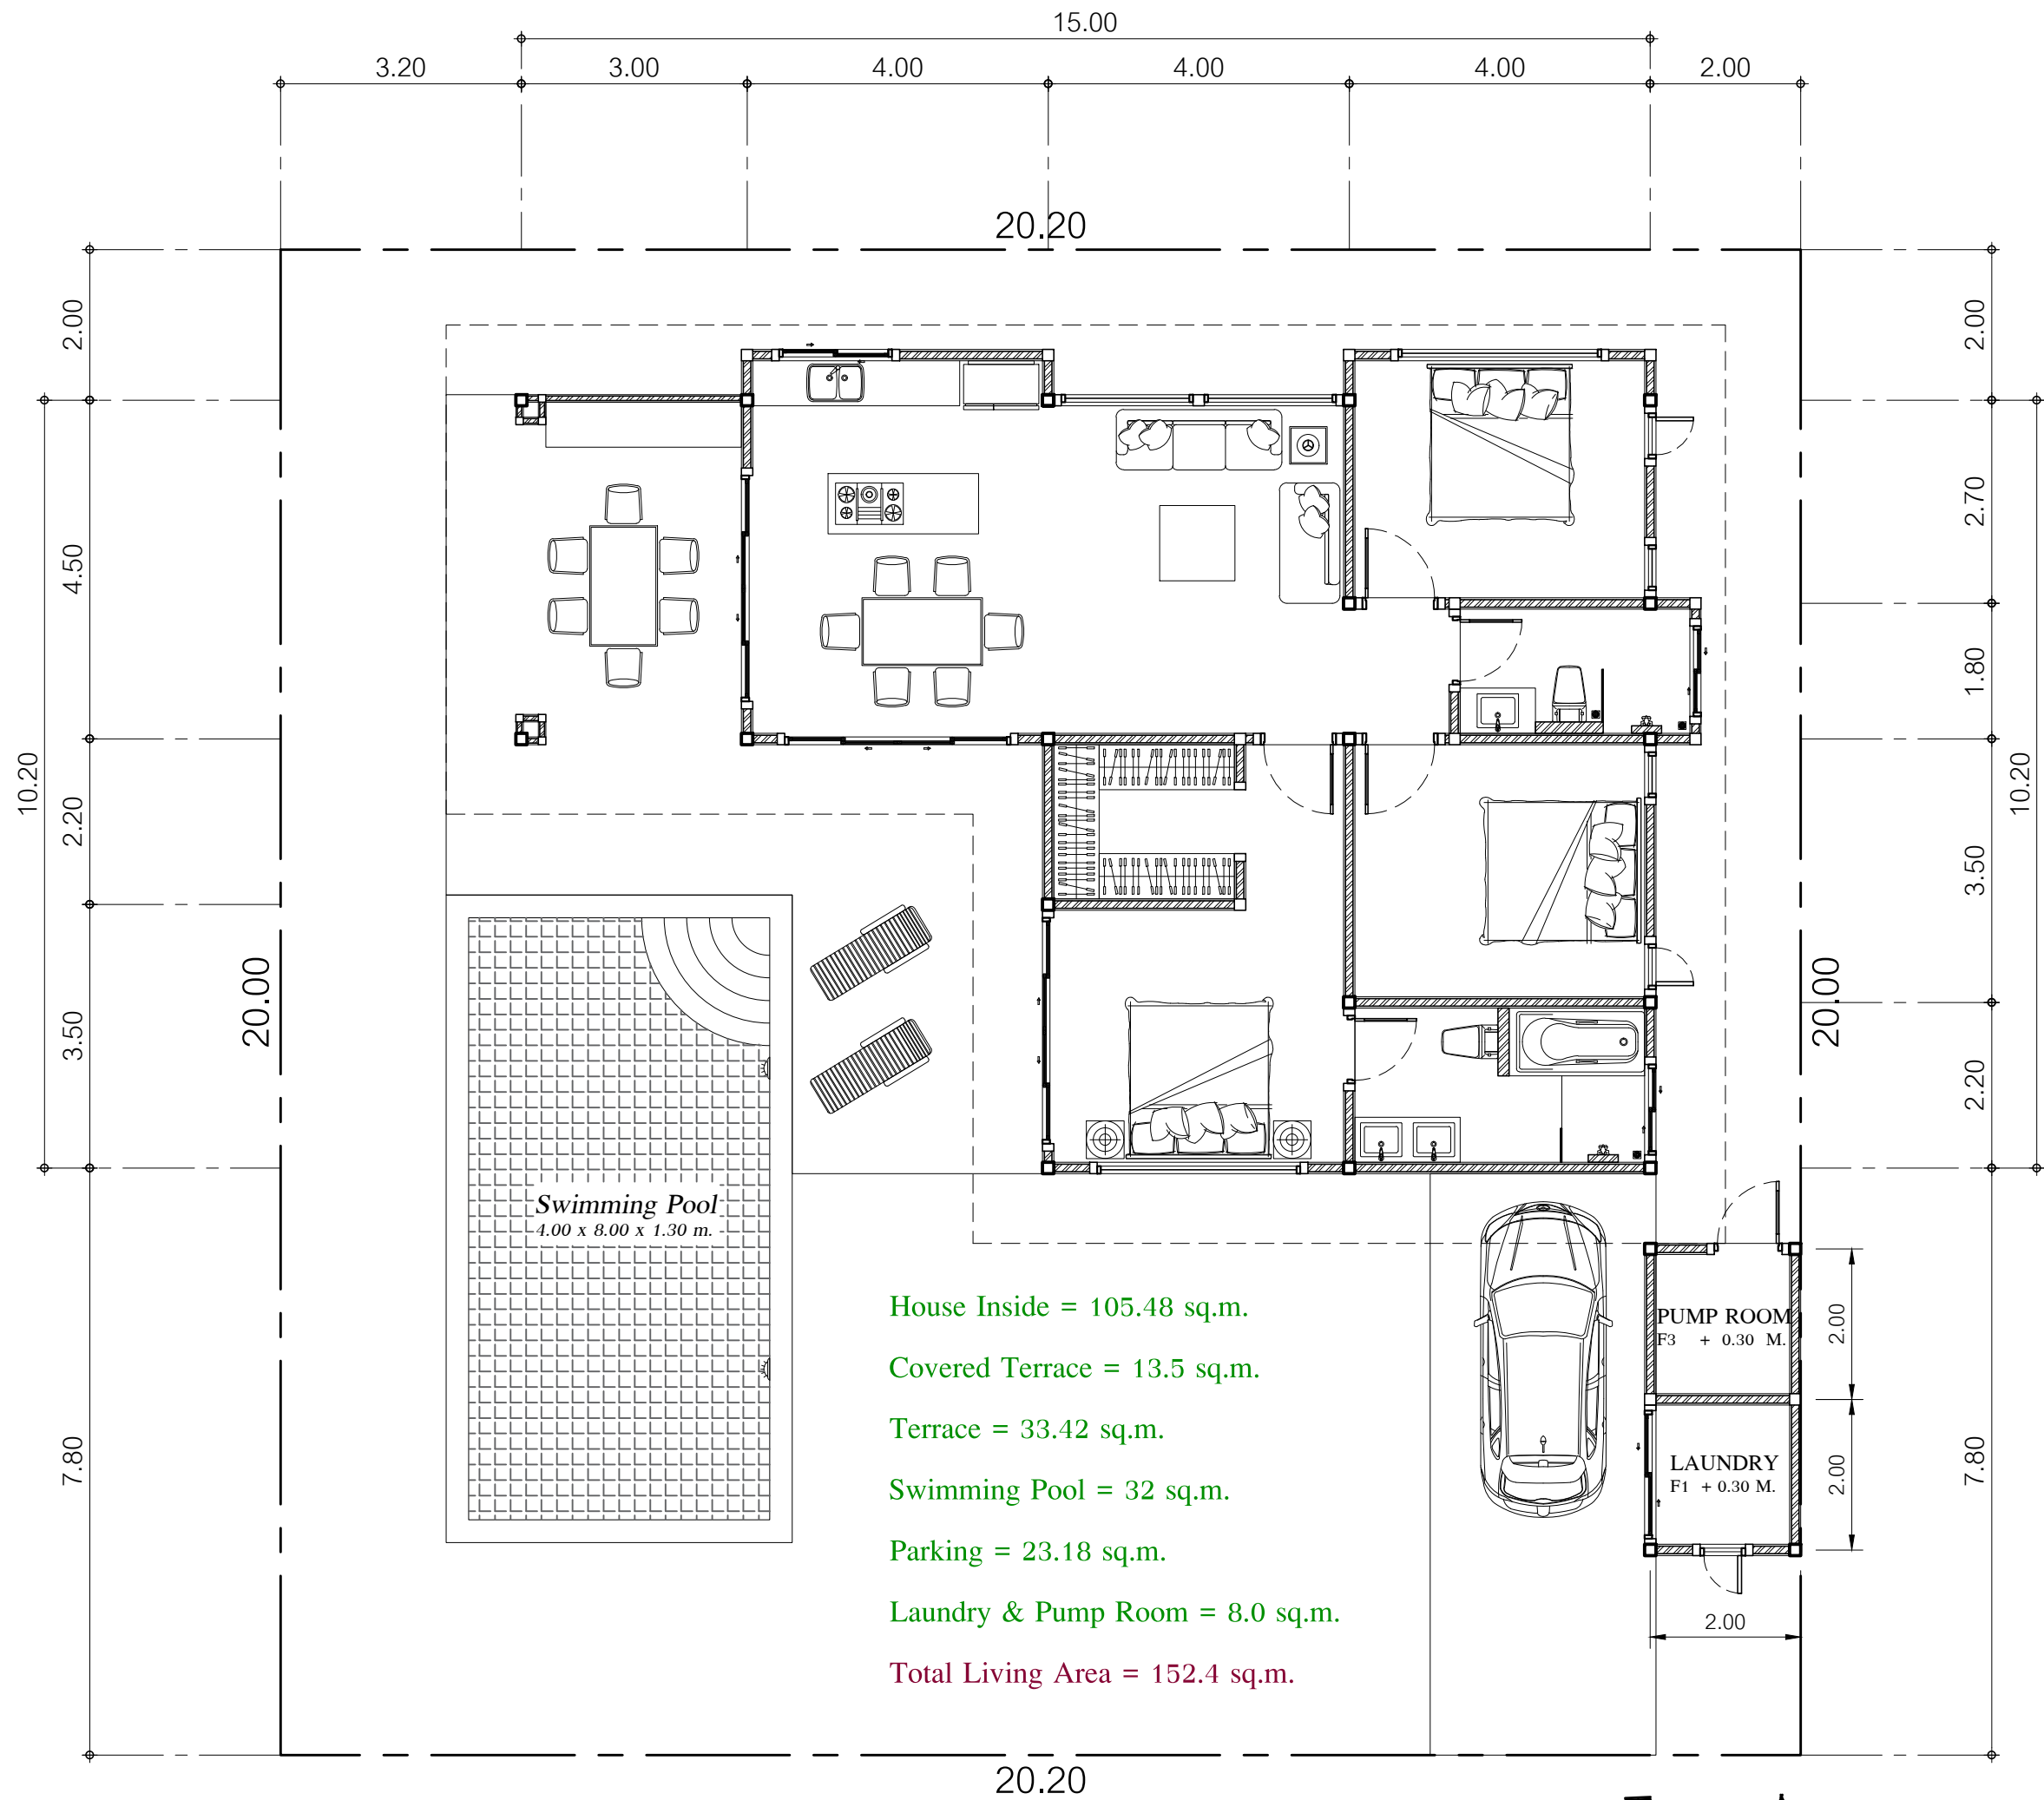 15.00
3.20 3.00 4.00 4.00 4.00 2.00
20.20
2.00
4.50
10.20
2.20
3.50
7.80
20.00
2.00
2.70
1.80
10.20
3.50
2.20
7.80
20.00
Swimming Pool
4.00 x 8.00 x 1.30 m.
House Inside = 105.48 sq.m.
Covered Terrace = 13.5 sq.m.
Terrace = 33.42 sq.m.
Swimming Pool = 32 sq.m.
Parking = 23.18 sq.m.
Laundry & Pump Room = 8.0 sq.m.
Total Living Area = 152.4 sq.m.
PUMP ROOM
F3 + 0.30 M.
2.00
LAUNDRY
F1 + 0.30 M.
2.00
2.00
20.20